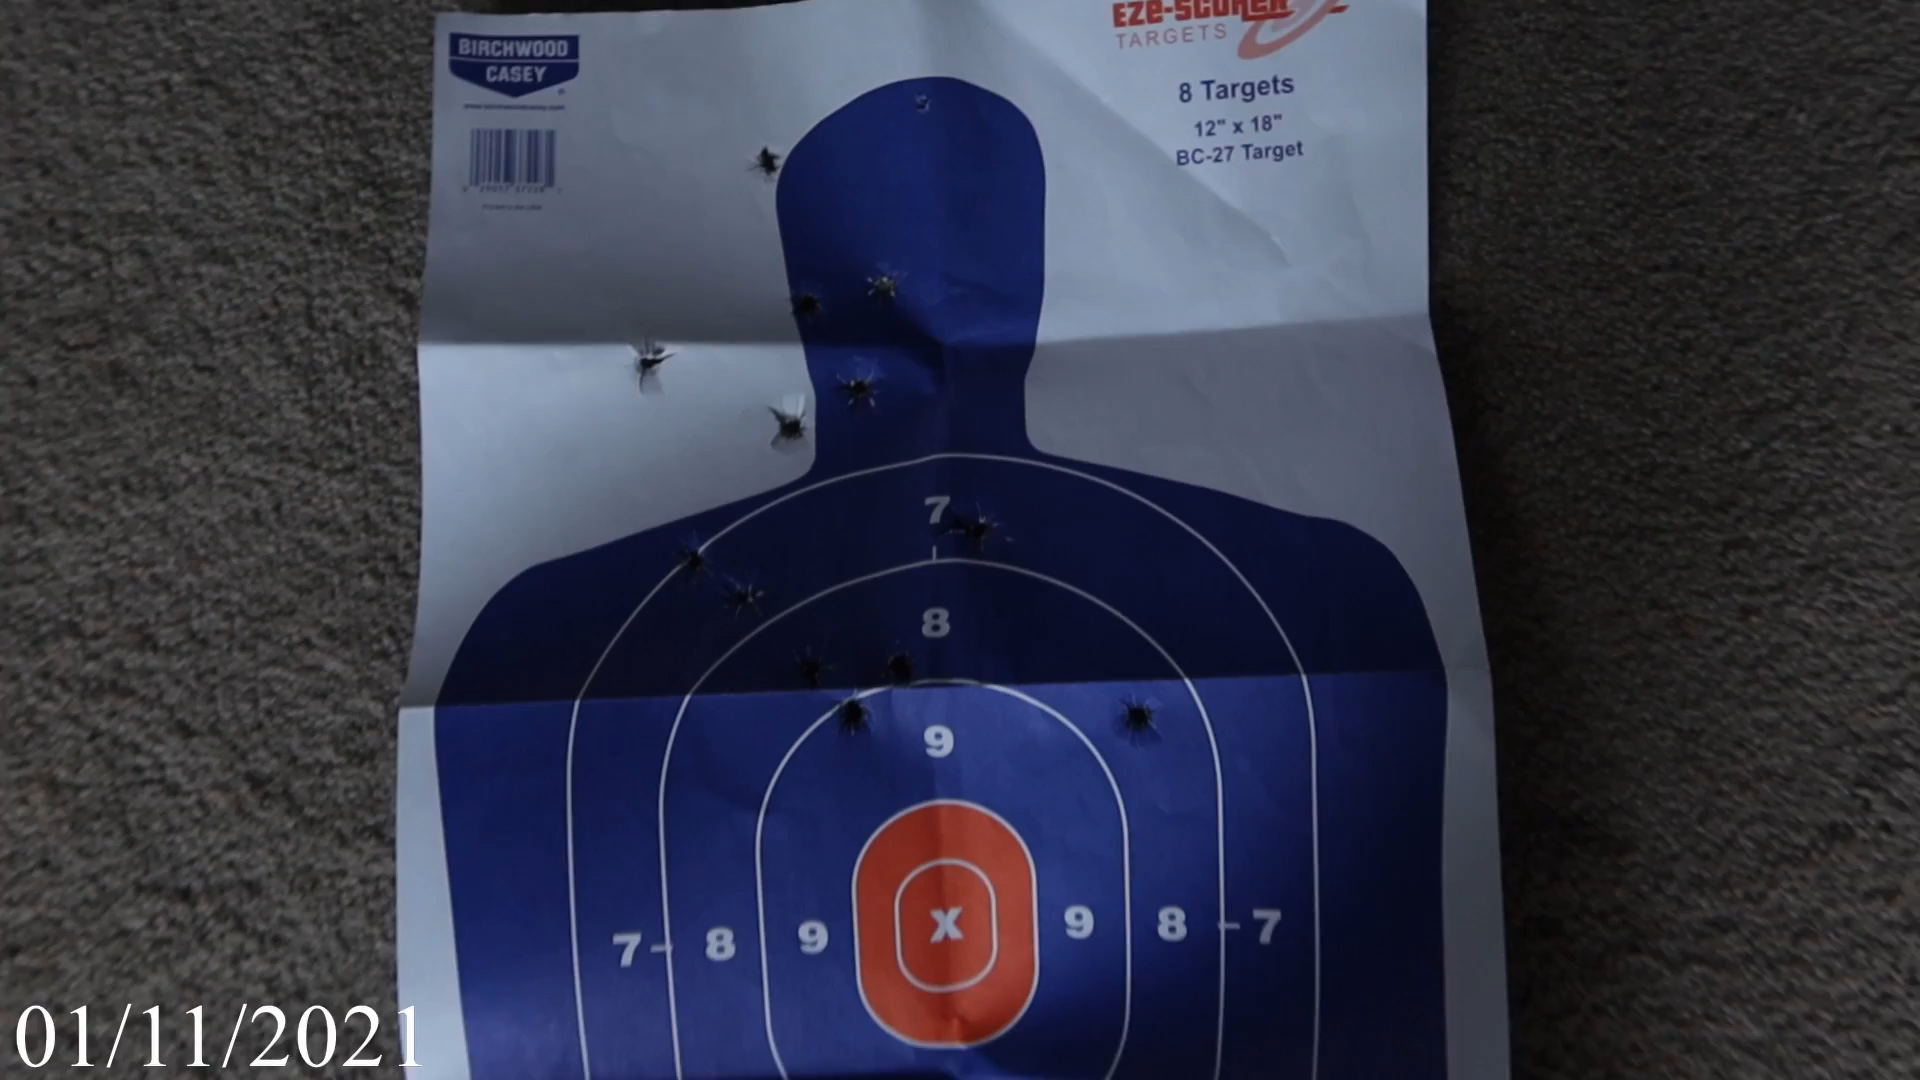 BIRCHWOOD
CASEY
EZE-SCORER
TARGETS
8 Targets
12" x 18"
BC-27 Target
7
8
9
7 - 8 9 X 9 8 - 7
01/11/2021